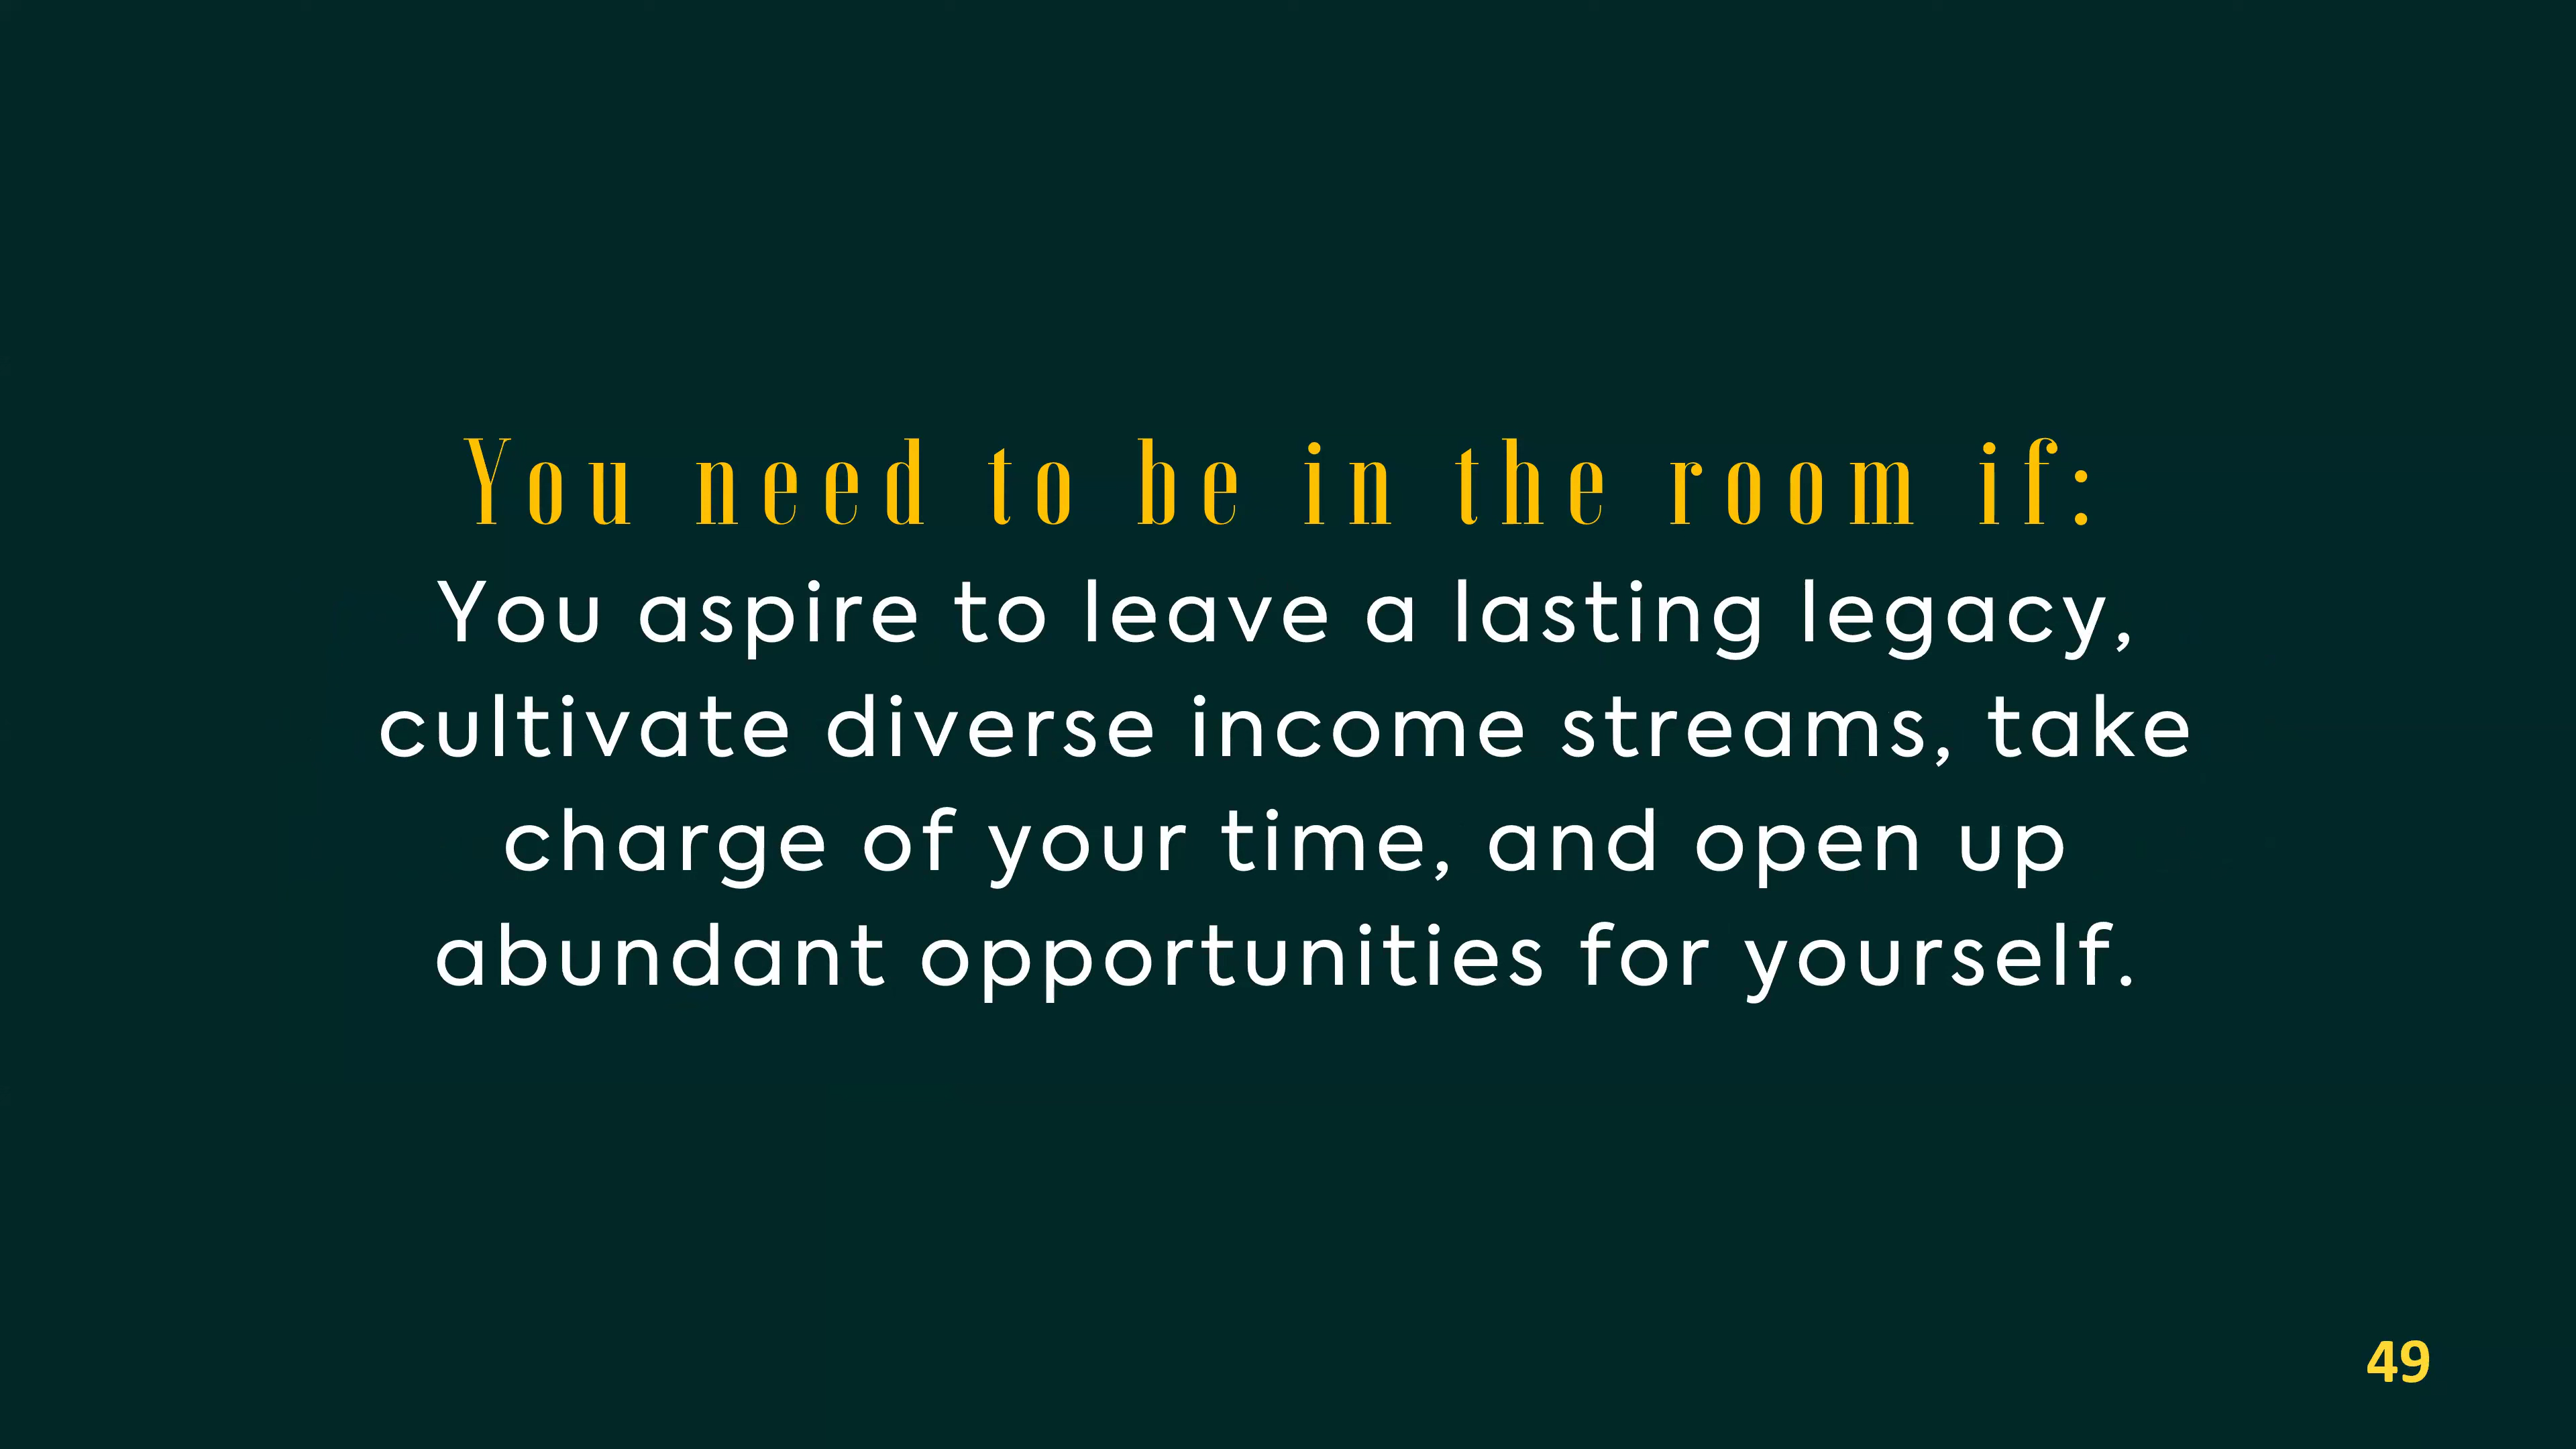 You need to be in the room if:
You aspire to leave a lasting legacy,
cultivate diverse income streams, take
charge of your time, and open up
abundant opportunities for yourself.
49